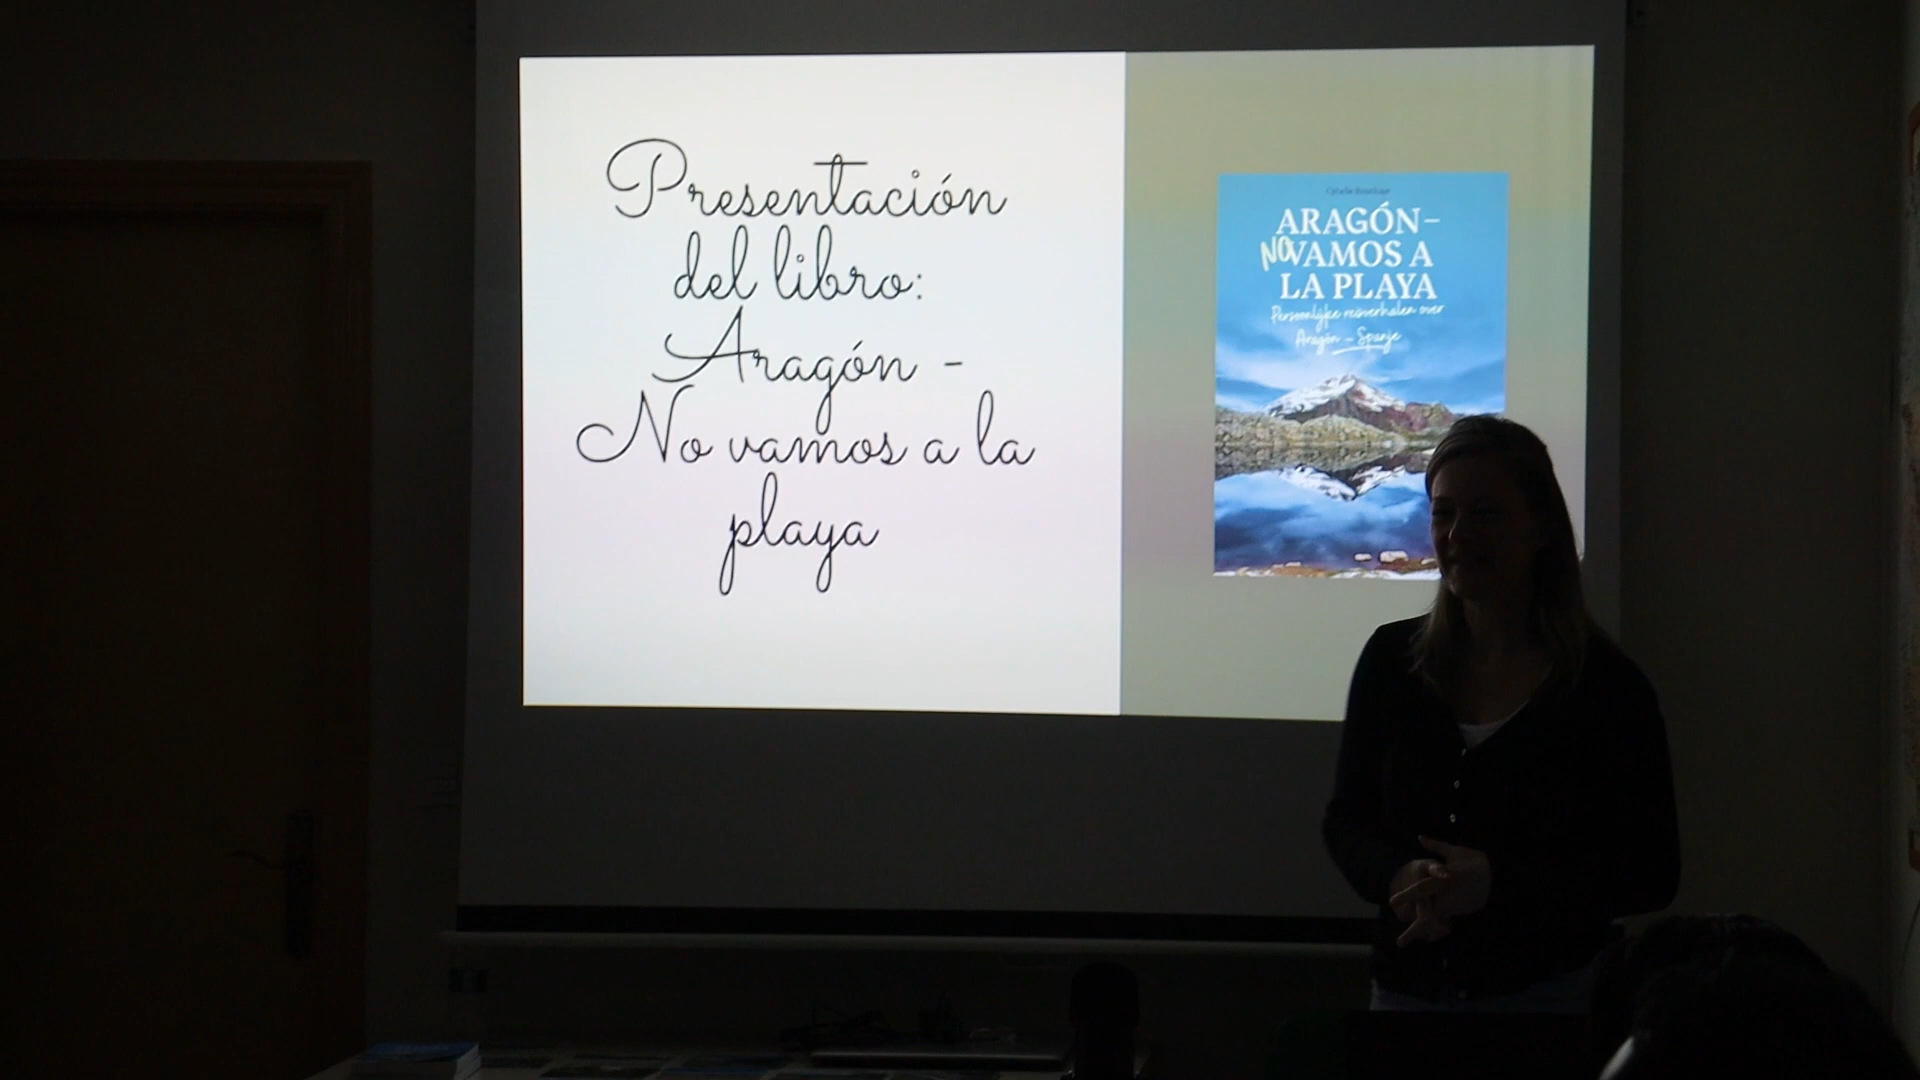 Presentación
del libro:
Aragón -
No vamos a la
playa
ARAGÓN-
NO VAMOS A
LA PLAYA
Persoonlijke reisverhalen over
Aragón - Spanje